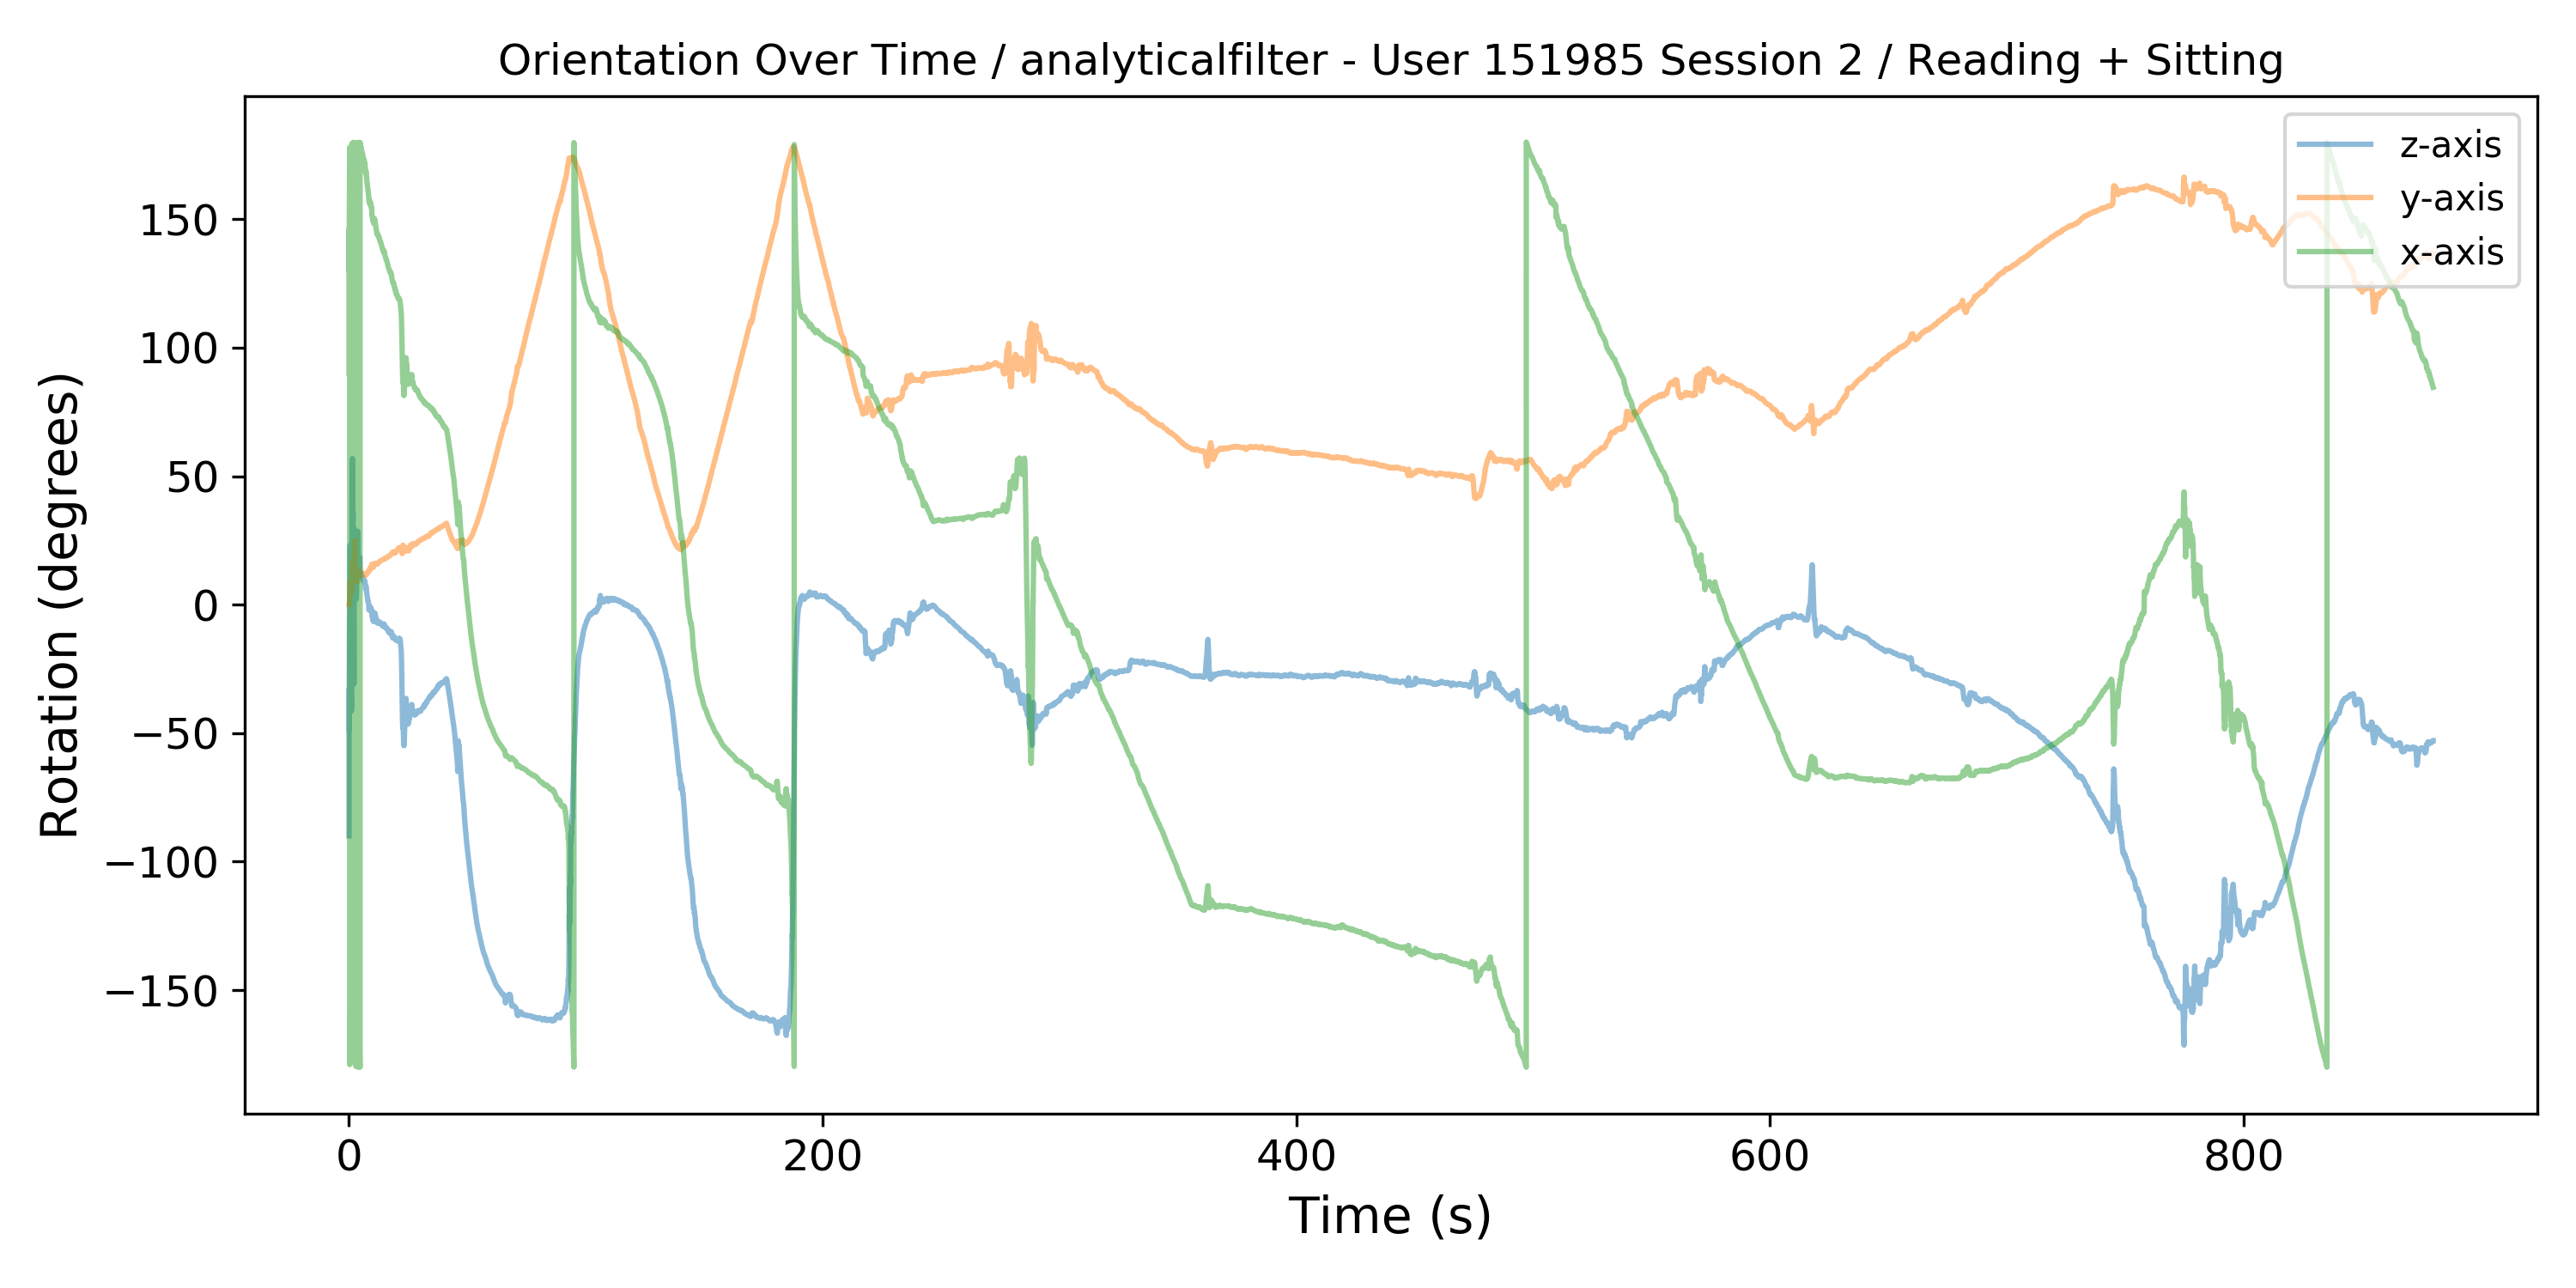 Orientation Over Time / analyticalfilter - User 151985 Session 2 / Reading + Sitting
z-axis
y-axis
x-axis
Rotation (degrees)
150
100
50
0
−50
−100
−150
0 200 400 600 800
Time (s)